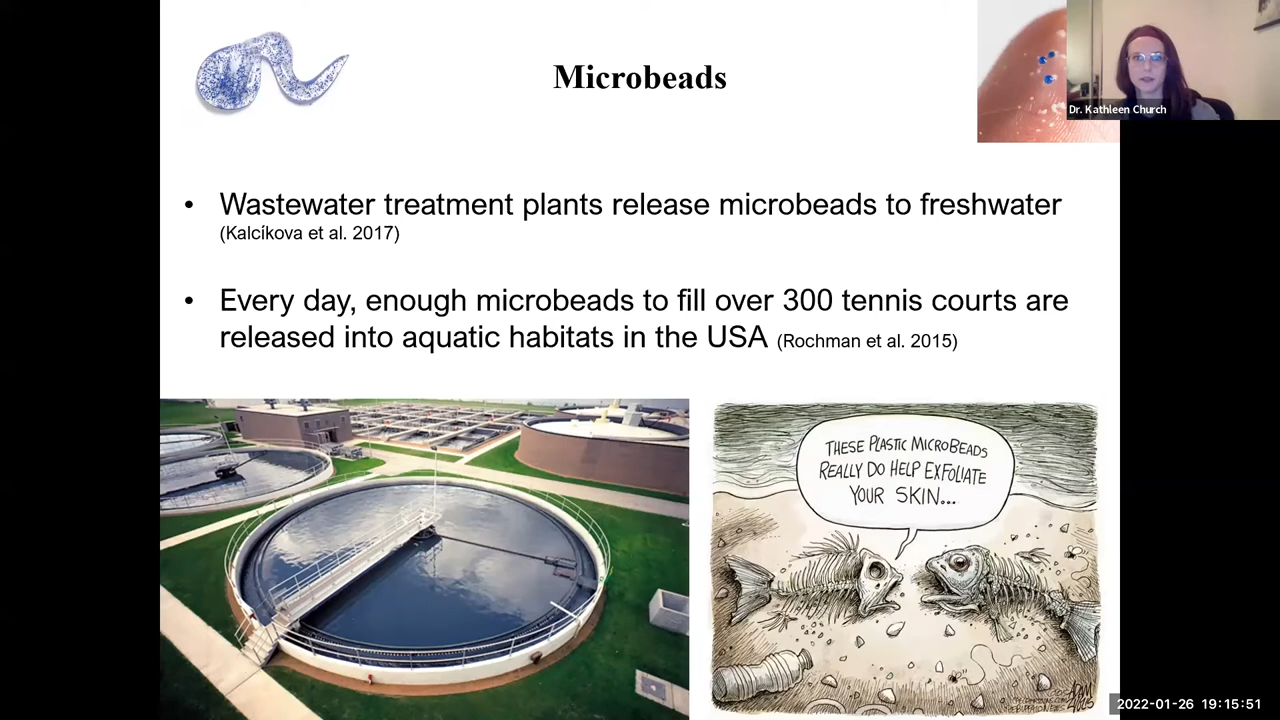 Microbeads
Dr. Kathleen Church
• Wastewater treatment plants release microbeads to freshwater
(Kalcíkova et al. 2017)
• Every day, enough microbeads to fill over 300 tennis courts are
released into aquatic habitats in the USA (Rochman et al. 2015)
THESE PLASTIC MICROBEADS
REALLY DO HELP EXFOLIATE
YOUR SKIN...
2022-01-26 19:15:51